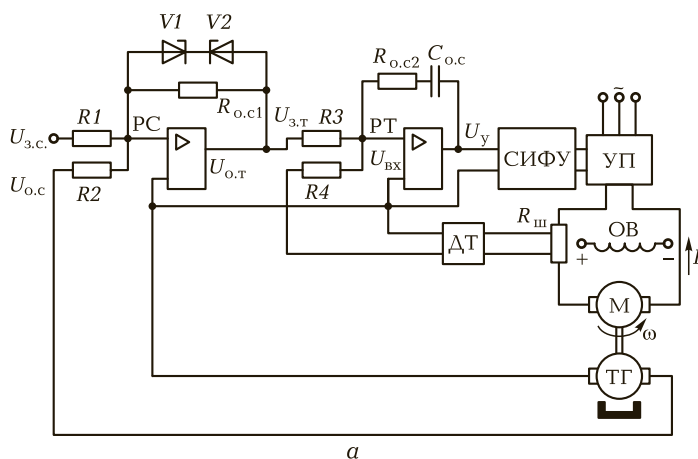 V1 V2
R о.с1
R о.с2 C о.с
U з.с. R1 РС
U о.с R2
U о.т
U з.т R3 РТ
U вх
R4
U у
СИФУ
~
УП
R ш
ДТ
ОВ
+ −
I
М
ω
ТГ
а